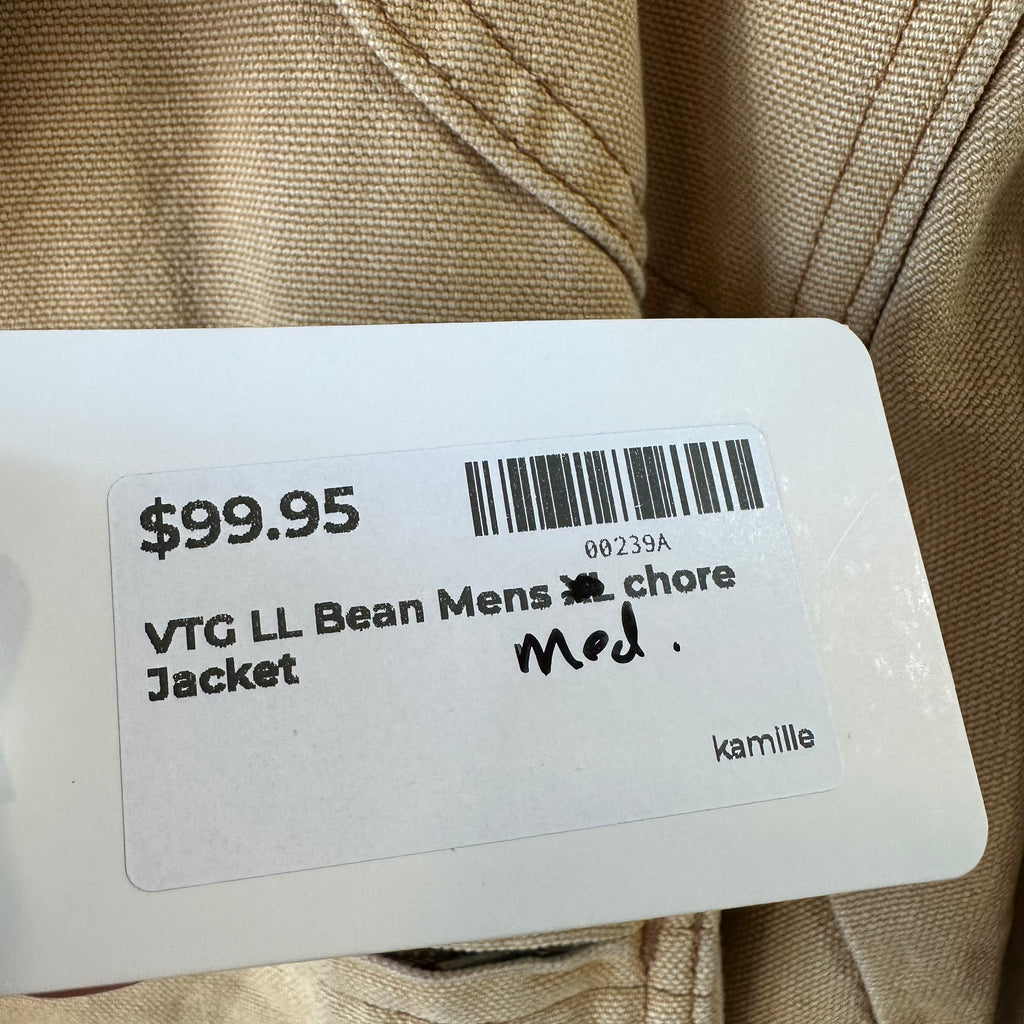 $99.95
00239A
VTG LL Bean Mens XL chore
Med.
Jacket
kamille